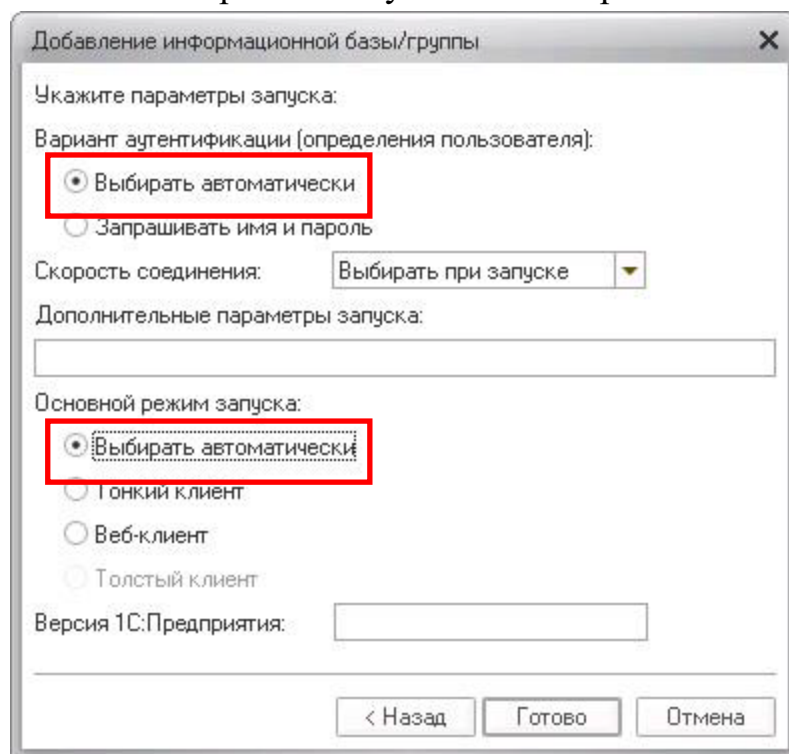 Добавление информационной базы/группы
Укажите параметры запуска:
Вариант аутентификации (определения пользователя):
Выбирать автоматически
Запрашивать имя и пароль
Скорость соединения: Выбирать при запуске
Дополнительные параметры запуска:
Основной режим запуска:
Выбирать автоматически
Тонкий клиент
Веб-клиент
Толстый клиент
Версия 1С:Предприятия:
< Назад Готово Отмена